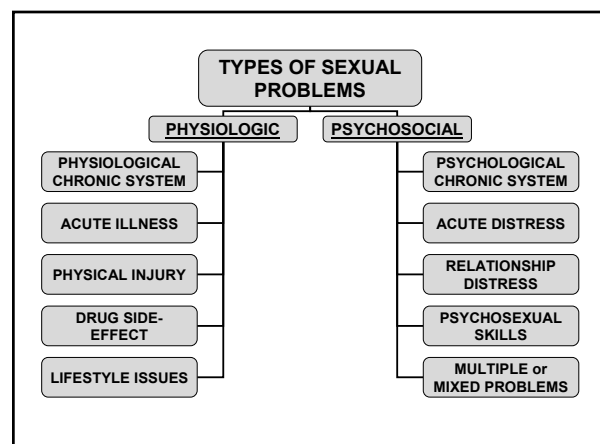 TYPES OF SEXUAL
PROBLEMS
PHYSIOLOGIC
PSYCHOSOCIAL
PHYSIOLOGICAL
CHRONIC SYSTEM
ACUTE ILLNESS
PHYSICAL INJURY
DRUG SIDE-
EFFECT
LIFESTYLE ISSUES
PSYCHOLOGICAL
CHRONIC SYSTEM
ACUTE DISTRESS
RELATIONSHIP
DISTRESS
PSYCHOSEXUAL
SKILLS
MULTIPLE or
MIXED PROBLEMS